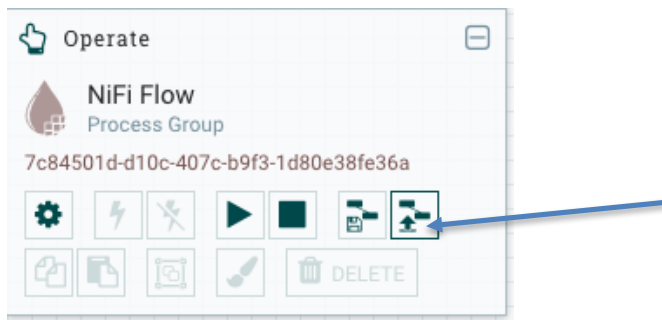 Operate
NiFi Flow
Process Group
7c84501d-d10c-407c-b9f3-1d80e38fe36a
DELETE